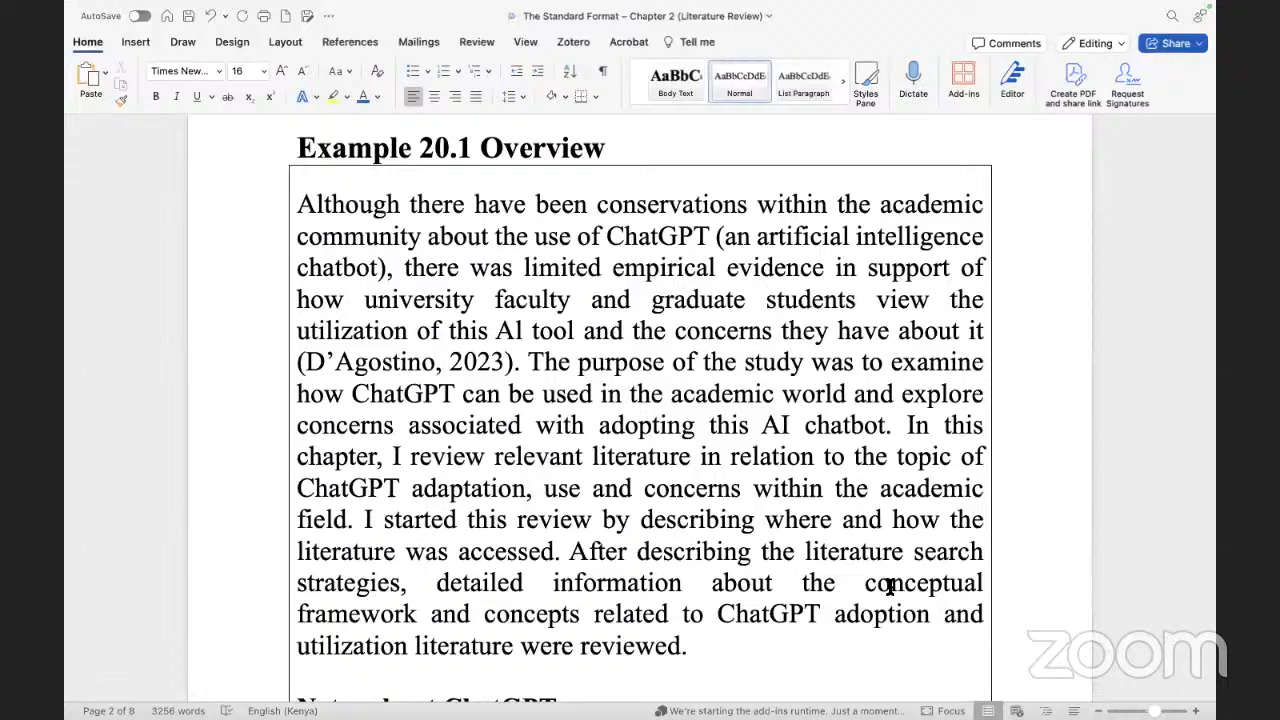 AutoSave
The Standard Format – Chapter 2 (Literature Review)
Home Insert Draw Design Layout References Mailings Review View Zotero Acrobat Tell me
Comments Editing Share
Paste
Times New... 16
B I U ab x x A A
AaBbC AaBbCcDdE AaBbCcDdE
Body Text Normal List Paragraph
Styles Pane
Dictate
Add-ins
Editor
Create PDF and share link
Request Signatures
Example 20.1 Overview
Although there have been conservations within the academic
community about the use of ChatGPT (an artificial intelligence
chatbot), there was limited empirical evidence in support of
how university faculty and graduate students view the
utilization of this Al tool and the concerns they have about it
(D’Agostino, 2023). The purpose of the study was to examine
how ChatGPT can be used in the academic world and explore
concerns associated with adopting this AI chatbot. In this
chapter, I review relevant literature in relation to the topic of
ChatGPT adaptation, use and concerns within the academic
field. I started this review by describing where and how the
literature was accessed. After describing the literature search
strategies, detailed information about the conceptual
framework and concepts related to ChatGPT adoption and
utilization literature were reviewed.
zoom
Page 2 of 8 3256 words English (Kenya) We're starting the add-ins runtime. Just a moment... Focus